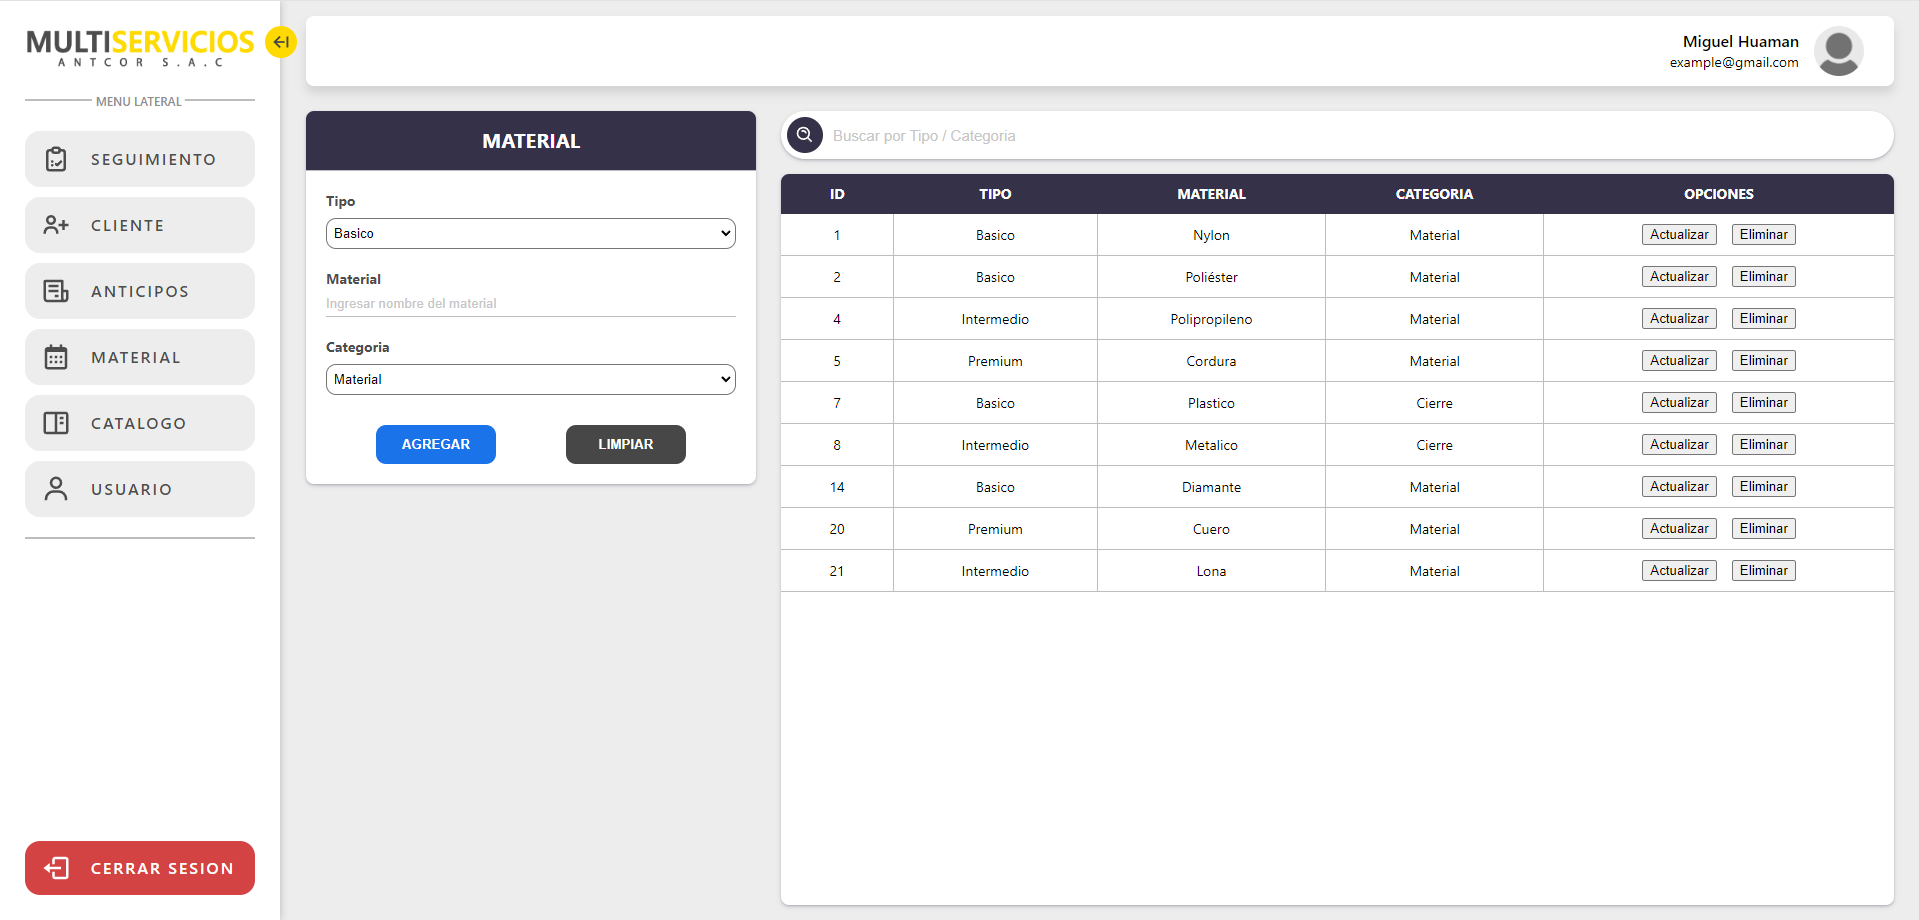 MULTISERVICIOS
ANTCOR S.A.C
MENU LATERAL
SEGUIMIENTO
CLIENTE
ANTICIPOS
MATERIAL
CATALOGO
USUARIO
CERRAR SESION
Miguel Huaman
example@gmail.com
MATERIAL
Tipo
Basico
Material
Ingresar nombre del material
Categoria
Material
AGREGAR LIMPIAR
Buscar por Tipo / Categoria
ID TIPO MATERIAL CATEGORIA OPCIONES
1 Basico Nylon Material Actualizar Eliminar
2 Basico Poliéster Material Actualizar Eliminar
4 Intermedio Polipropileno Material Actualizar Eliminar
5 Premium Cordura Material Actualizar Eliminar
7 Basico Plastico Cierre Actualizar Eliminar
8 Intermedio Metalico Cierre Actualizar Eliminar
14 Basico Diamante Material Actualizar Eliminar
20 Premium Cuero Material Actualizar Eliminar
21 Intermedio Lona Material Actualizar Eliminar